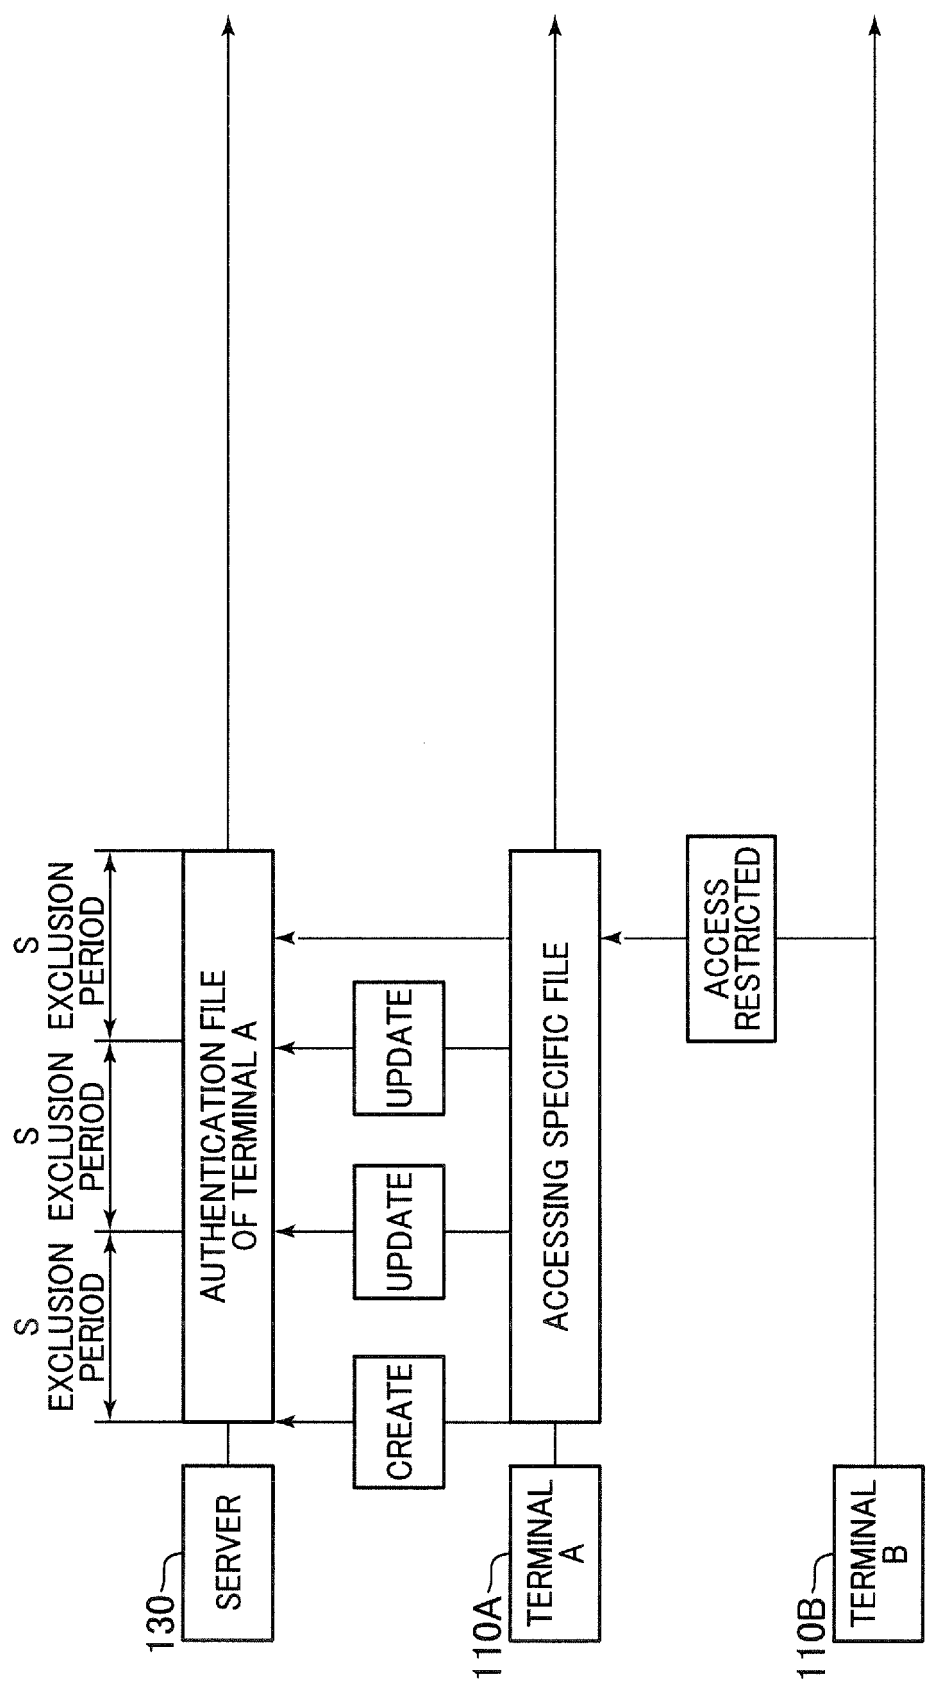 S
EXCLUSION
PERIOD
S
EXCLUSION
PERIOD
S
EXCLUSION
PERIOD
130
SERVER
AUTHENTICATION FILE
OF TERMINAL A
CREATE
UPDATE
UPDATE
110A
TERMINAL
A
ACCESSING SPECIFIC FILE
ACCESS
RESTRICTED
110B
TERMINAL
B